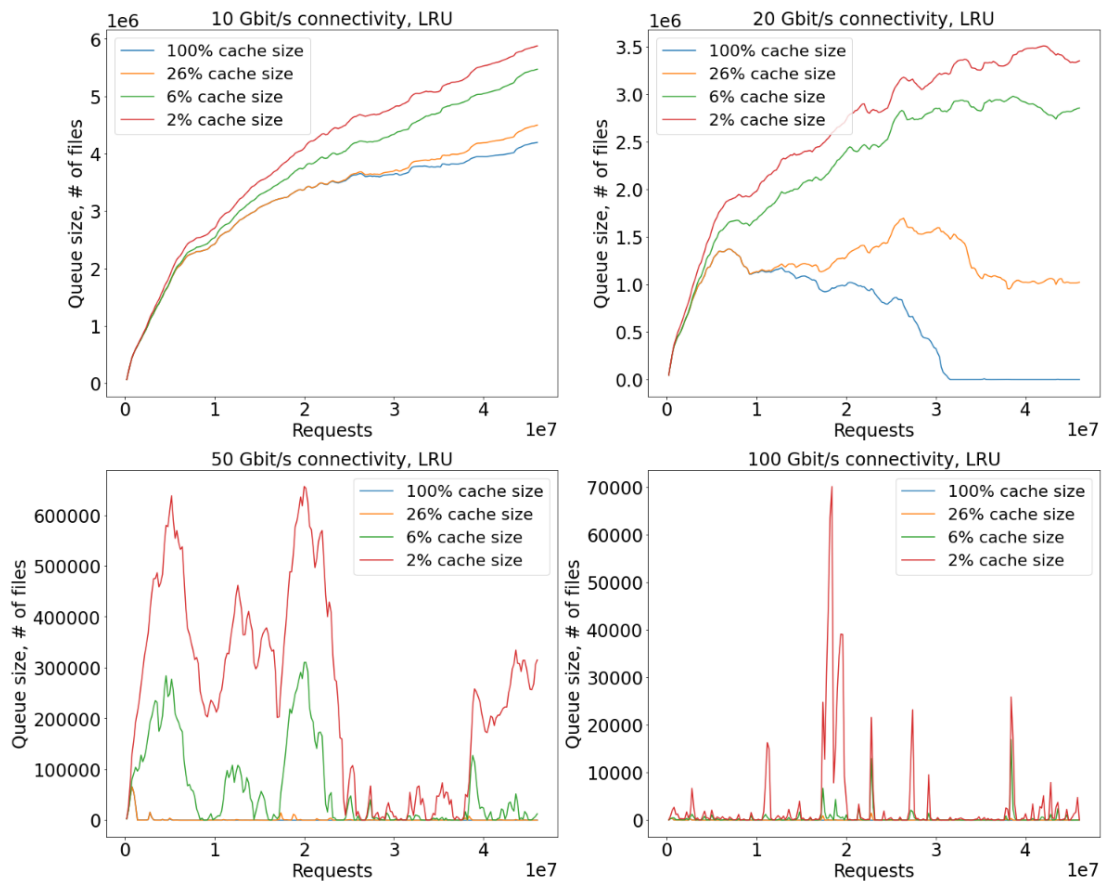 10 Gbit/s connectivity, LRU
1e6
100% cache size
26% cache size
6% cache size
2% cache size
Queue size, # of files
6
5
4
3
2
1
0
0
1
2
3
4
Requests
1e7
20 Gbit/s connectivity, LRU
1e6
100% cache size
26% cache size
6% cache size
2% cache size
Queue size, # of files
3.5
3.0
2.5
2.0
1.5
1.0
0.5
0.0
0
1
2
3
4
Requests
1e7
50 Gbit/s connectivity, LRU
100% cache size
26% cache size
6% cache size
2% cache size
Queue size, # of files
600000
500000
400000
300000
200000
100000
0
0
1
2
3
4
Requests
1e7
100 Gbit/s connectivity, LRU
100% cache size
26% cache size
6% cache size
2% cache size
Queue size, # of files
70000
60000
50000
40000
30000
20000
10000
0
0
1
2
3
4
Requests
1e7